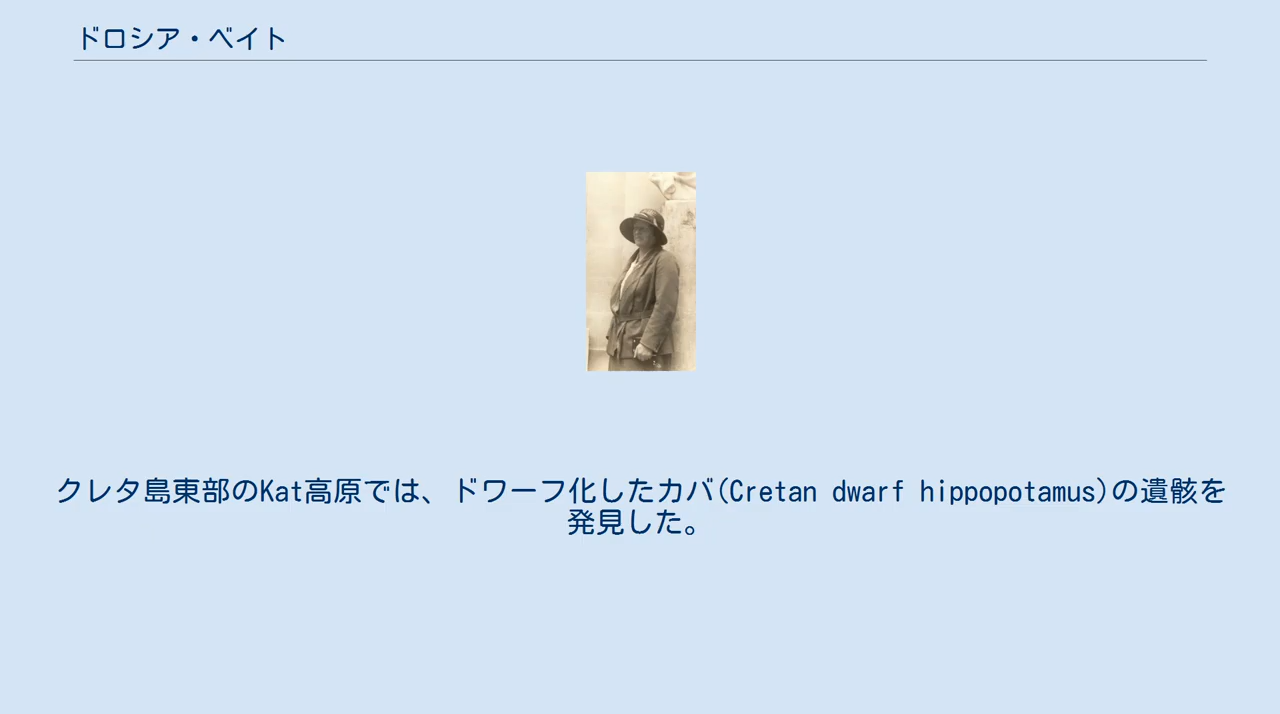 ドロシア・ベイト
クレタ島東部のKat高原では、ドワーフ化したカバ(Cretan dwarf hippopotamus)の遺骸を
発見した。